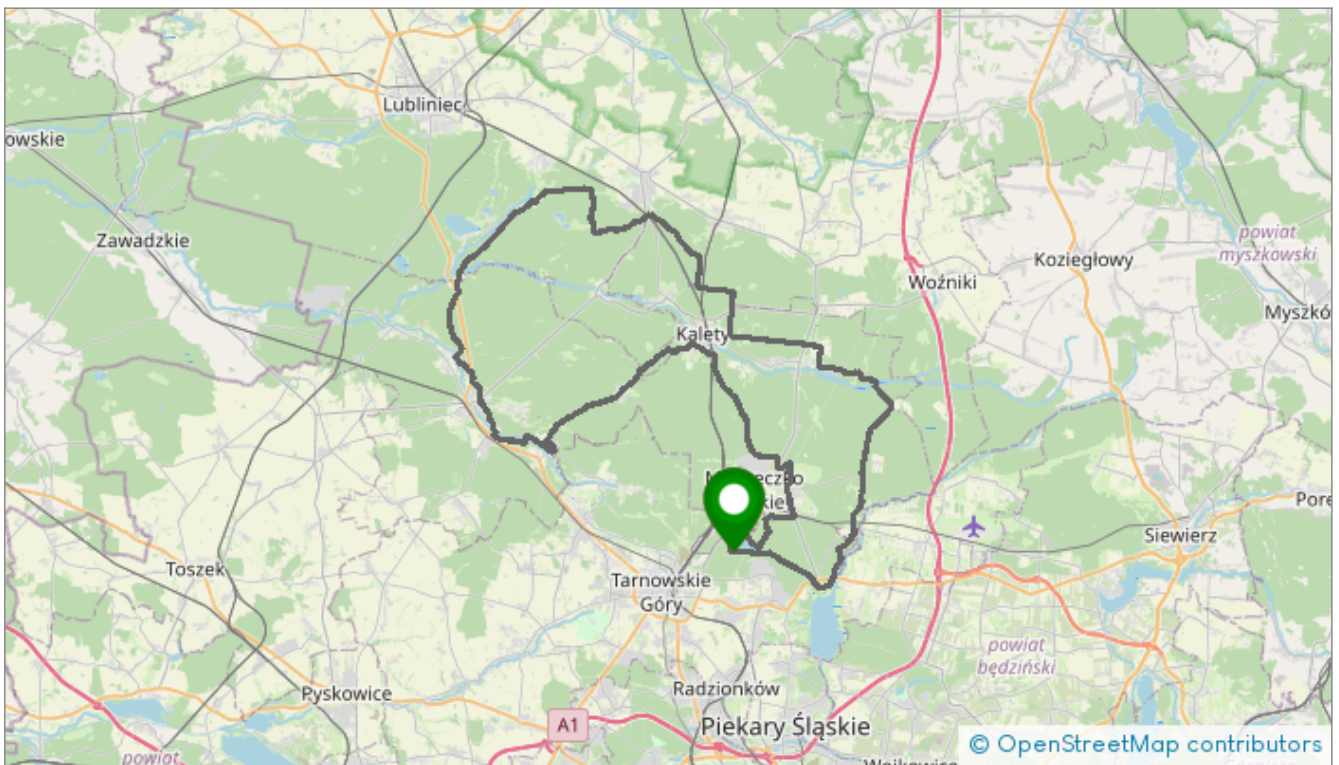 Lubliniec
owskie
Zawadzkie
powiat
myszkowski
Koziegłowy
Woźniki
Myszkó
Kalety
Siewierz
Toszek
Tarnowskie
Góry
powiat
będziński
Radzionków
Pyskowice
A1
Piekary Śląskie
© OpenStreetMap contributors
powiat